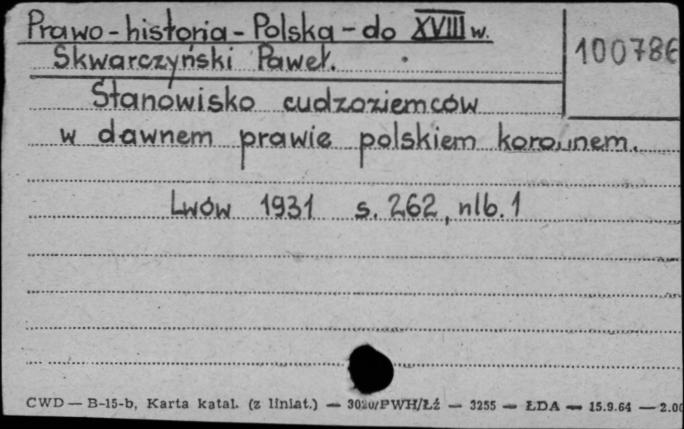 Prawo - historia - Polska - do XVIII w.
100786
Skwarczyński Paweł.
Stanowisko cudzoziemców
w dawnem prawie polskiem koronnem.
Lwów 1931 s. 262, nlb. 1
CWD — B-15-b, Karta katal. (z liniat.) — 3020/PWH/Łź — 3255 — ŁDA — 15.9.64 — 2.00